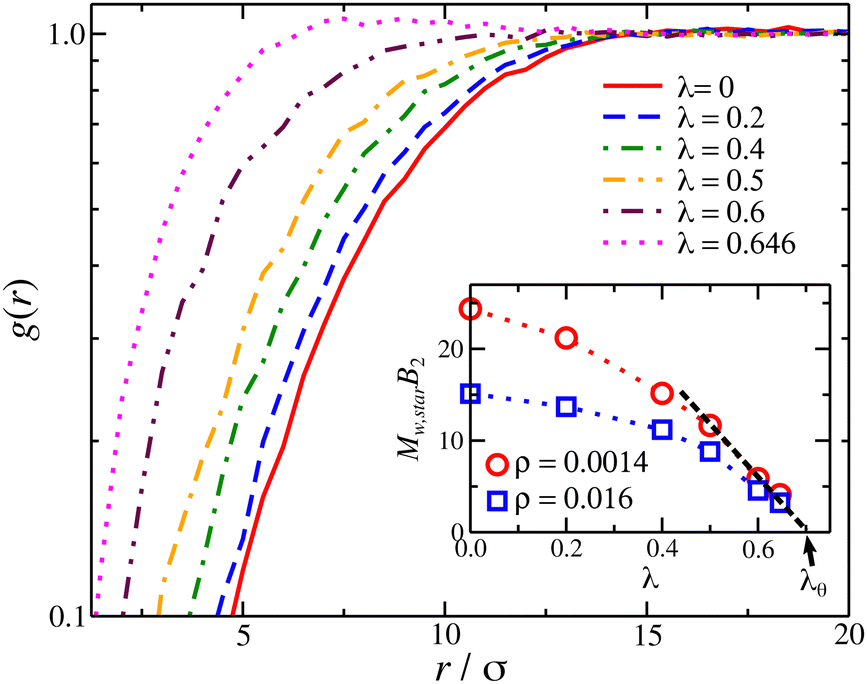 1.0
0.1
g(r)
5
10
15
20
r / σ
λ= 0
λ = 0.2
λ = 0.4
λ = 0.5
λ = 0.6
λ = 0.646
20
10
0
M_{w,star}B_2
0.0
0.2
0.4
0.6
λ
λ_θ
ρ = 0.0014
ρ = 0.016